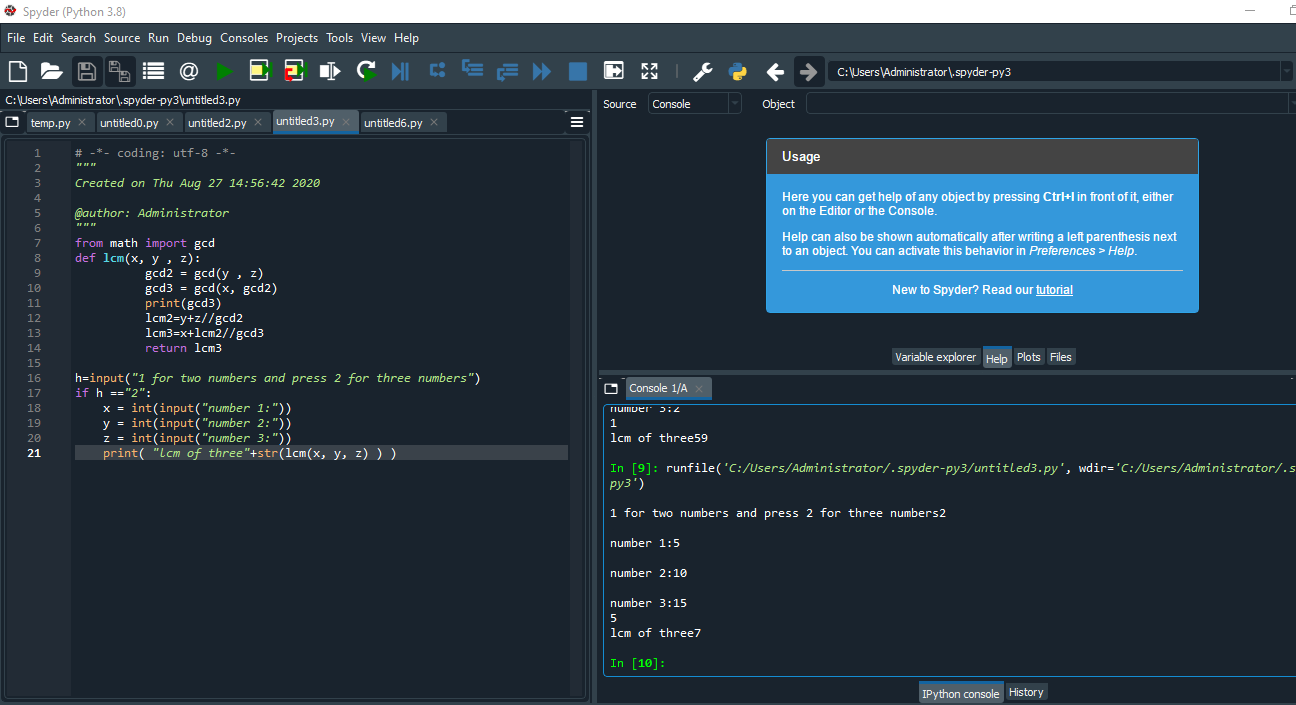 Spyder (Python 3.8)
File Edit Search Source Run Debug Consoles Projects Tools View Help
C:\Users\Administrator\.spyder-py3
C:\Users\Administrator\.spyder-py3\untitled3.py
temp.py untitled0.py untitled2.py untitled3.py untitled6.py
1 # -*- coding: utf-8 -*-
2 """
3 Created on Thu Aug 27 14:56:42 2020
4
5 @author: Administrator
6 """
7 from math import gcd
8 def lcm(x, y , z):
9 gcd2 = gcd(y , z)
10 gcd3 = gcd(x, gcd2)
11 print(gcd3)
12 lcm2=y+z//gcd2
13 lcm3=x+lcm2//gcd3
14 return lcm3
15
16 h=input("1 for two numbers and press 2 for three numbers")
17 if h =="2":
18 x = int(input("number 1:"))
19 y = int(input("number 2:"))
20 z = int(input("number 3:"))
21 print( "lcm of three"+str(lcm(x, y, z) ) )
Source Console Object
Usage
Here you can get help of any object by pressing Ctrl+I in front of it, either
on the Editor or the Console.
Help can also be shown automatically after writing a left parenthesis next
to an object. You can activate this behavior in Preferences > Help.
New to Spyder? Read our tutorial
Variable explorer Help Plots Files
Console 1/A
number 3:2
1
lcm of three59
In [9]: runfile('C:/Users/Administrator/.spyder-py3/untitled3.py', wdir='C:/Users/Administrator/.s
py3')
1 for two numbers and press 2 for three numbers2
number 1:5
number 2:10
number 3:15
5
lcm of three7
In [10]:
IPython console History